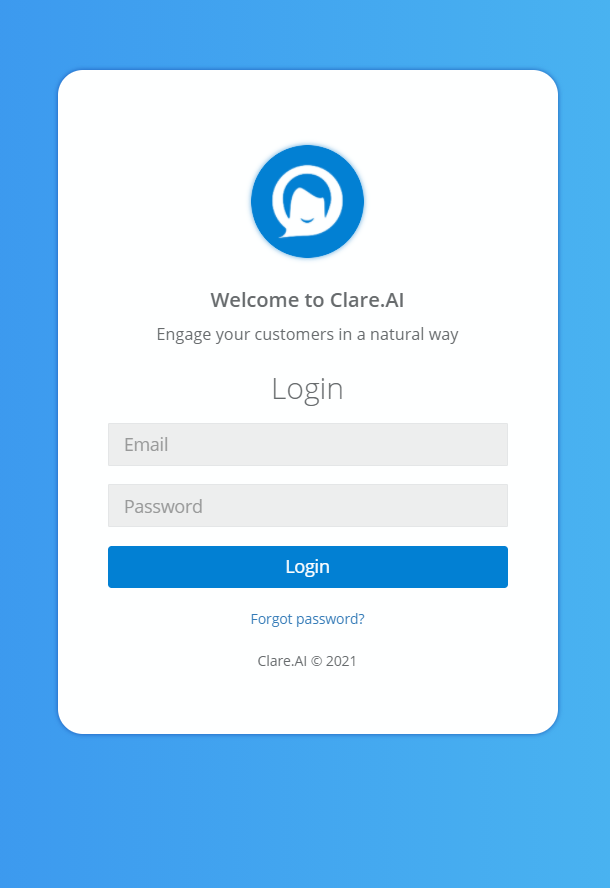 Welcome to Clare.AI
Engage your customers in a natural way
Login
Email
Password
Login
Forgot password?
Clare.AI © 2021